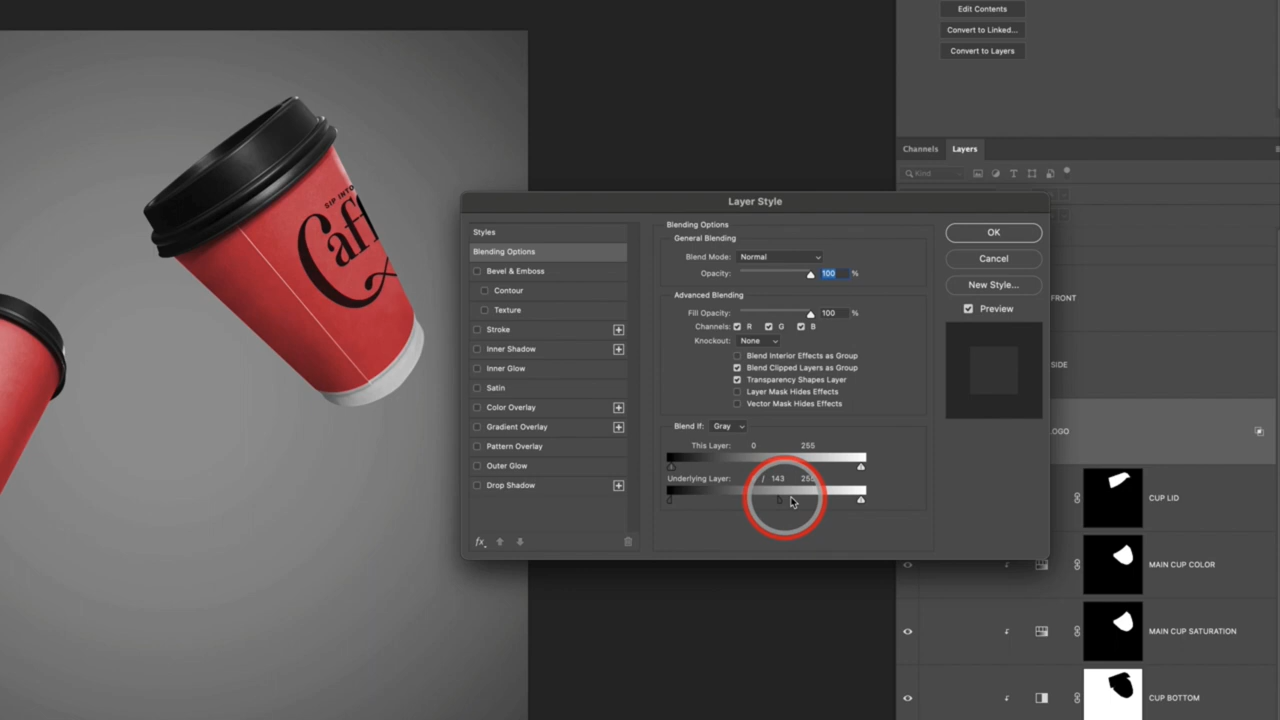 Edit Contents
Convert to Linked...
Convert to Layers
Channels
Layers
Kind
SIP INTO
Caff
Layer Style
Styles
Blending Options
Bevel & Emboss
Contour
Texture
Stroke
Inner Shadow
Inner Glow
Satin
Color Overlay
Gradient Overlay
Pattern Overlay
Outer Glow
Drop Shadow
fx
Blending Options
General Blending
Blend Mode: Normal
Opacity: 100 %
Advanced Blending
Fill Opacity: 100 %
Channels: R G B
Knockout: None
Blend Interior Effects as Group
Blend Clipped Layers as Group
Transparency Shapes Layer
Layer Mask Hides Effects
Vector Mask Hides Effects
Blend If: Gray
This Layer: 0 255
Underlying Layer: / 143 255
OK
Cancel
New Style...
Preview
FRONT
SIDE
LOGO
CUP LID
MAIN CUP COLOR
MAIN CUP SATURATION
CUP BOTTOM